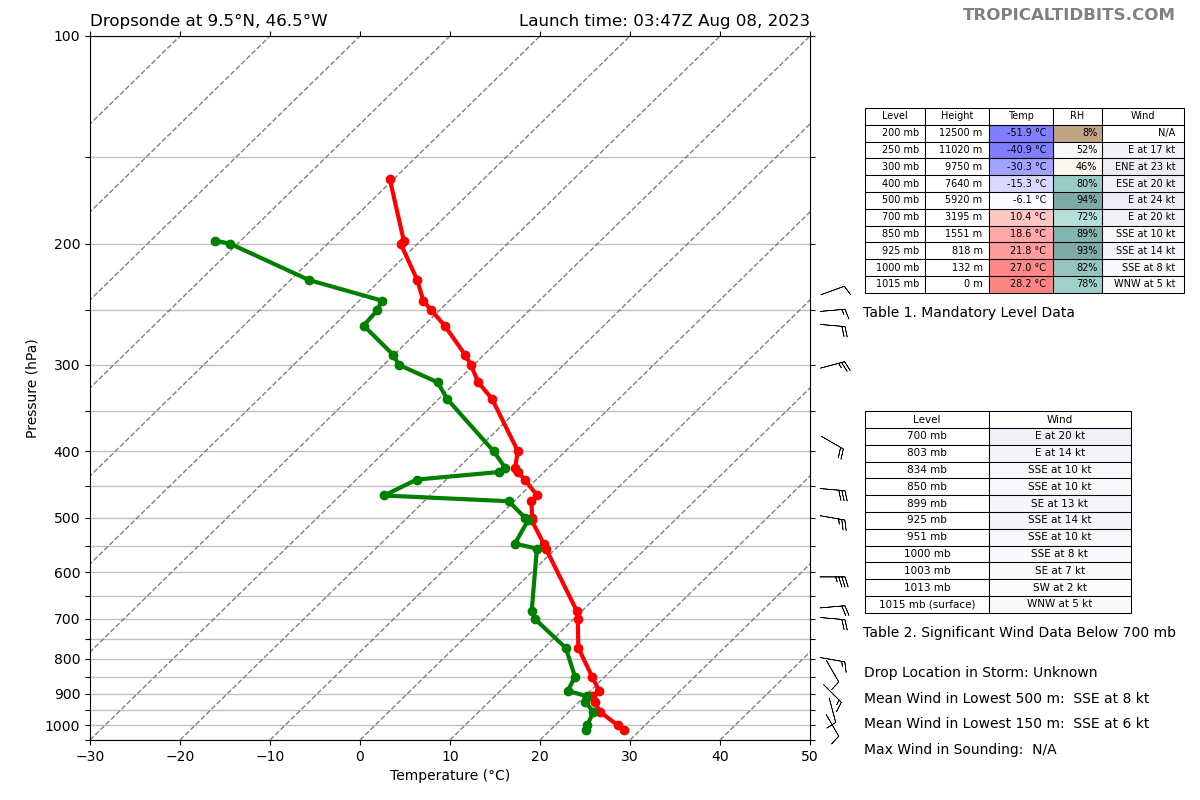 TROPICALTIDBITS.COM
Dropsonde at 9.5°N, 46.5°W
Launch time: 03:47Z Aug 08, 2023
Pressure (hPa)
100
200
300
400
500
600
700
800
900
1000
−30
−20
−10
0
10
20
30
40
50
Temperature (°C)
Level Height Temp RH Wind
200 mb 12500 m -51.9 °C 8% N/A
250 mb 11020 m -40.9 °C 52% E at 17 kt
300 mb 9750 m -30.3 °C 46% ENE at 23 kt
400 mb 7640 m -15.3 °C 80% ESE at 20 kt
500 mb 5920 m -6.1 °C 94% E at 24 kt
700 mb 3195 m 10.4 °C 72% E at 20 kt
850 mb 1551 m 18.6 °C 89% SSE at 10 kt
925 mb 818 m 21.8 °C 93% SSE at 14 kt
1000 mb 132 m 27.0 °C 82% SSE at 8 kt
1015 mb 0 m 28.2 °C 78% WNW at 5 kt
Table 1. Mandatory Level Data
Level Wind
700 mb E at 20 kt
803 mb E at 14 kt
834 mb SSE at 10 kt
850 mb SSE at 10 kt
899 mb SE at 13 kt
925 mb SSE at 14 kt
951 mb SSE at 10 kt
1000 mb SSE at 8 kt
1003 mb SE at 7 kt
1013 mb SW at 2 kt
1015 mb (surface) WNW at 5 kt
Table 2. Significant Wind Data Below 700 mb
Drop Location in Storm: Unknown
Mean Wind in Lowest 500 m: SSE at 8 kt
Mean Wind in Lowest 150 m: SSE at 6 kt
Max Wind in Sounding: N/A